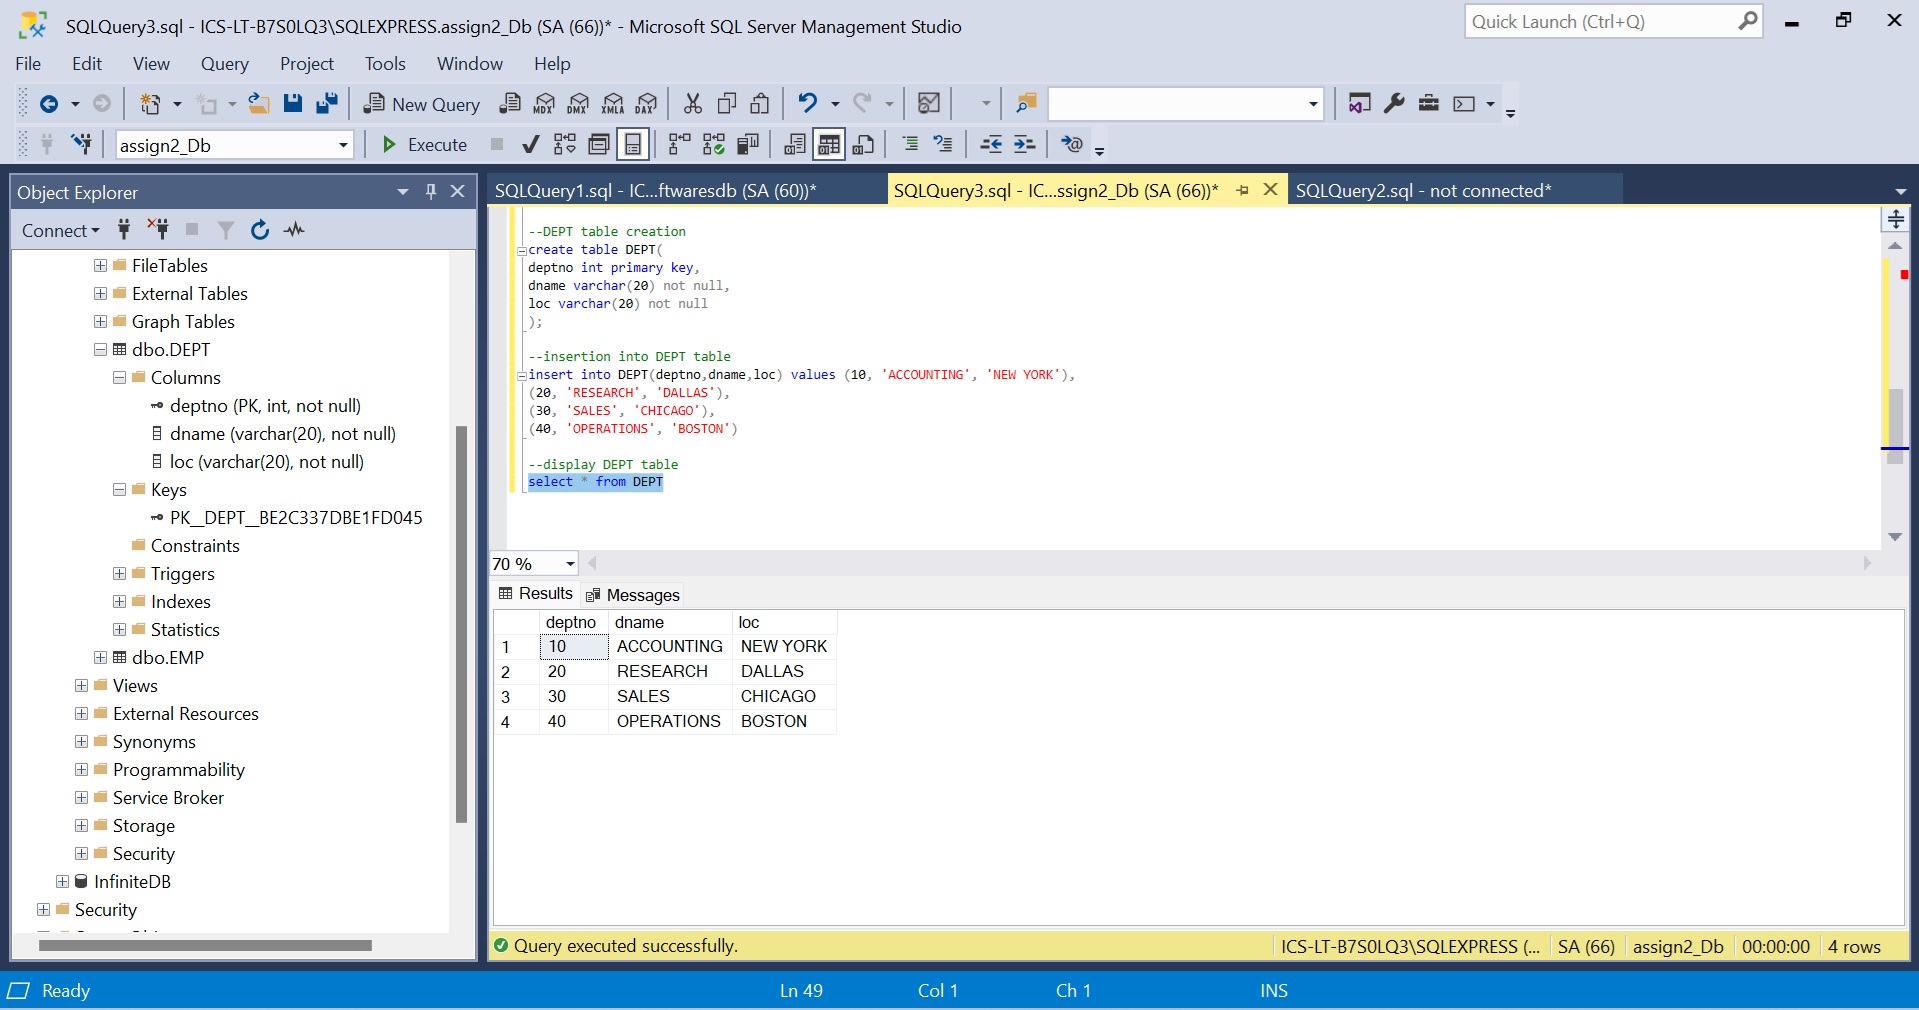 SQLQuery3.sql - ICS-LT-B7S0LQ3\SQLEXPRESS.assign2_Db (SA (66))* - Microsoft SQL Server Management Studio
Quick Launch (Ctrl+Q)
File Edit View Query Project Tools Window Help
New Query MDX DMX XMLA DAX
assign2_Db Execute
Object Explorer
Connect
FileTables
External Tables
Graph Tables
dbo.DEPT
Columns
deptno (PK, int, not null)
dname (varchar(20), not null)
loc (varchar(20), not null)
Keys
PK__DEPT__BE2C337DBE1FD045
Constraints
Triggers
Indexes
Statistics
dbo.EMP
Views
External Resources
Synonyms
Programmability
Service Broker
Storage
Security
InfiniteDB
Security
SQLQuery1.sql - IC...ftwaresdb (SA (60))* SQLQuery3.sql - IC...ssign2_Db (SA (66))* SQLQuery2.sql - not connected*
--DEPT table creation
create table DEPT(
deptno int primary key,
dname varchar(20) not null,
loc varchar(20) not null
);
--insertion into DEPT table
insert into DEPT(deptno,dname,loc) values (10, 'ACCOUNTING', 'NEW YORK'),
(20, 'RESEARCH', 'DALLAS'),
(30, 'SALES', 'CHICAGO'),
(40, 'OPERATIONS', 'BOSTON')
--display DEPT table
select * from DEPT
70 %
Results Messages
deptno dname loc
1 10 ACCOUNTING NEW YORK
2 20 RESEARCH DALLAS
3 30 SALES CHICAGO
4 40 OPERATIONS BOSTON
Query executed successfully. ICS-LT-B7S0LQ3\SQLEXPRESS (... SA (66) assign2_Db 00:00:00 4 rows
Ready Ln 49 Col 1 Ch 1 INS